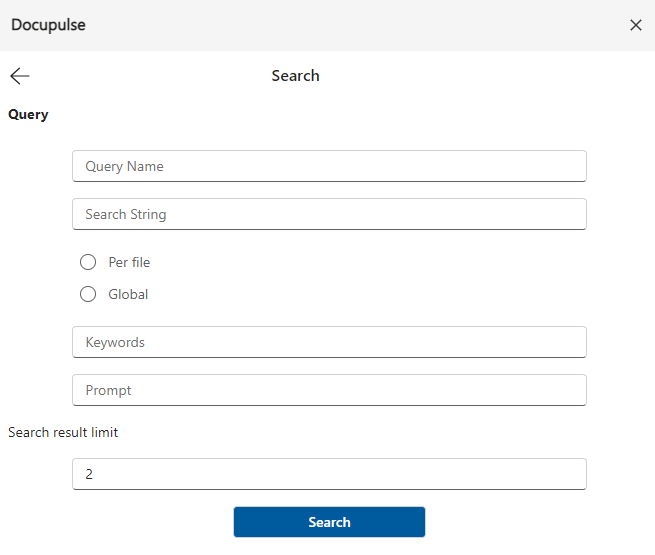 Docupulse
Search
Query
Query Name
Search String
Per file
Global
Keywords
Prompt
Search result limit
2
Search